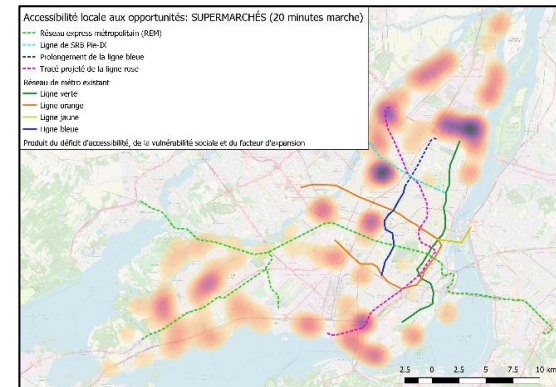 Accessibilité locale aux opportunités: SUPERMARCHÉS (20 minutes marche)
Réseau express métropolitain (REM)
Ligne de SRB Pie-IX
Prolongement de la ligne bleue
Tracé projeté de la ligne rose
Réseau de métro existant
Ligne verte
Ligne orange
Ligne jaune
Ligne bleue
Produit du déficit d'accessibilité, de la vulnérabilité sociale et du facteur d'expansion
2.5 0 2.5 5 7.5 10 km